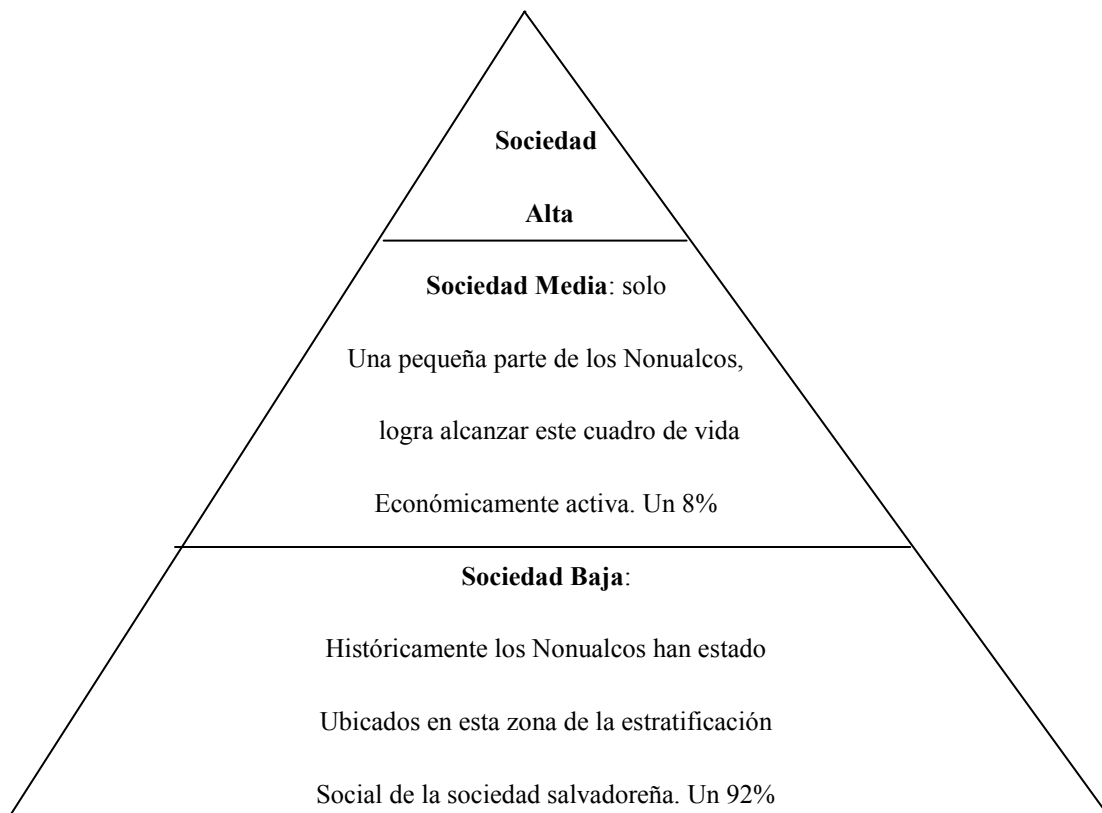 Sociedad
Alta
Sociedad Media: solo
Una pequeña parte de los Nonualcos,
logra alcanzar este cuadro de vida
Económicamente activa. Un 8%
Sociedad Baja:
Históricamente los Nonualcos han estado
Ubicados en esta zona de la estratificación
Social de la sociedad salvadoreña. Un 92%